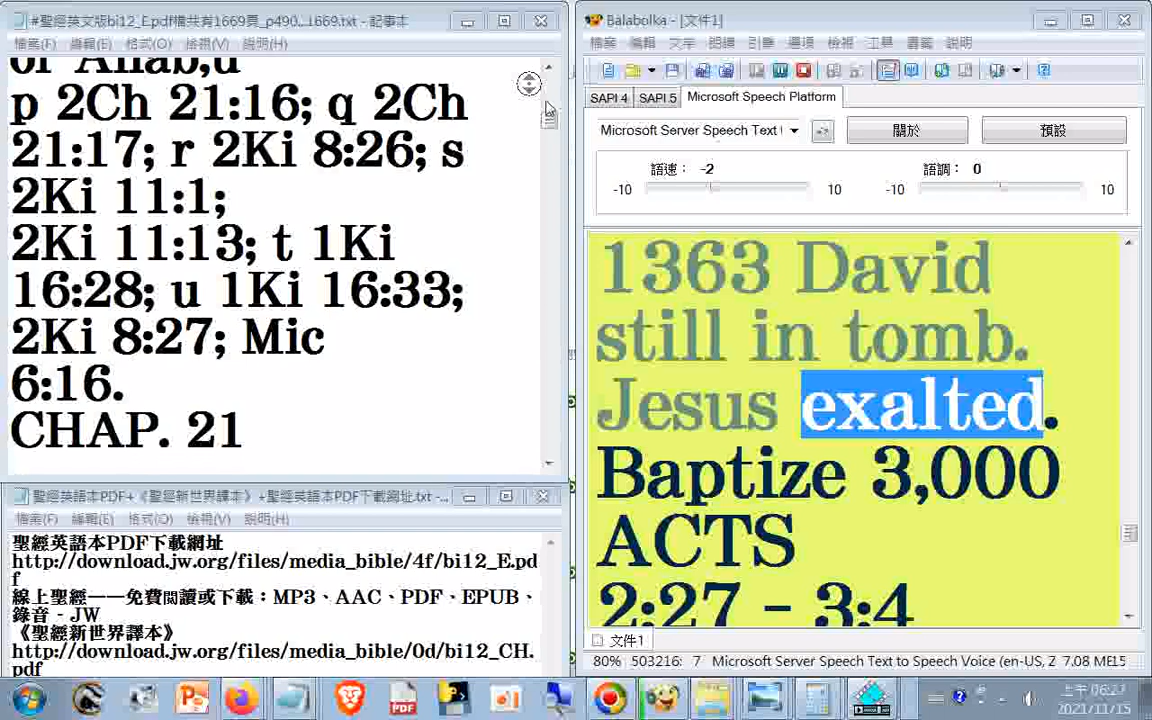 #聖經英文版bi12_E.pdf檔共有1669頁_p490...1669.txt - 記事本
檔案(F) 編輯(E) 格式(O) 檢視(V) 說明(H)
of Ahab,u
p 2Ch 21:16; q 2Ch
21:17; r 2Ki 8:26; s
2Ki 11:1;
2Ki 11:13; t 1Ki
16:28; u 1Ki 16:33;
2Ki 8:27; Mic
6:16.
CHAP. 21
聖經英語本PDF+《聖經新世界譯本》+聖經英語本PDF下載網址.txt - ...
檔案(F) 編輯(E) 格式(O) 檢視(V) 說明(H)
聖經英語本PDF下載網址
http://download.jw.org/files/media_bible/4f/bi12_E.pd
f
線上聖經——免費閱讀或下載：MP3、AAC、PDF、EPUB、
錄音 - JW
《聖經新世界譯本》
http://download.jw.org/files/media_bible/0d/bi12_CH.
pdf
Balabolka - [文件1]
檔案 編輯 文字 朗讀 引擎 選項 檢視 工具 書籤 說明
SAPI 4 SAPI 5 Microsoft Speech Platform
Microsoft Server Speech Text 關於 預設
語速： -2 語調： 0
-10 10 -10 10
1363 David
still in tomb.
Jesus exalted.
Baptize 3,000
ACTS
2:27 – 3:4
文件1
80% 503216: 7 Microsoft Server Speech Text to Speech Voice (en-US, Z 7.08 ME15
PDF
上午 06:27
2021/11/15